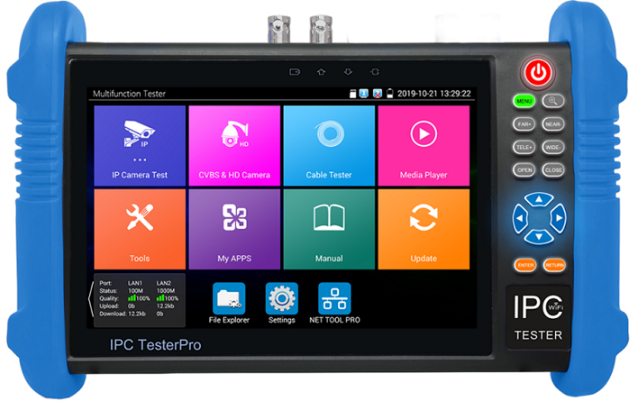 Multifunction Tester
2019-10-21 13:29:22
IP
IP Camera Test
HD
CVBS & HD Camera
Cable Tester
Media Player
Tools
My APPS
Manual
Update
Port: LAN1 LAN2
Status: 100M 1000M
Quality: 100% 100%
Upload: 0b 12.2kb
Download: 12.2kb 0b
File Explorer
Settings
NET TOOL PRO
IPC TesterPro
MENU
FAR+
NEAR-
TELE+
WIDE-
OPEN
CLOSE
ENTER
RETURN
IPC
WiFi
TESTER